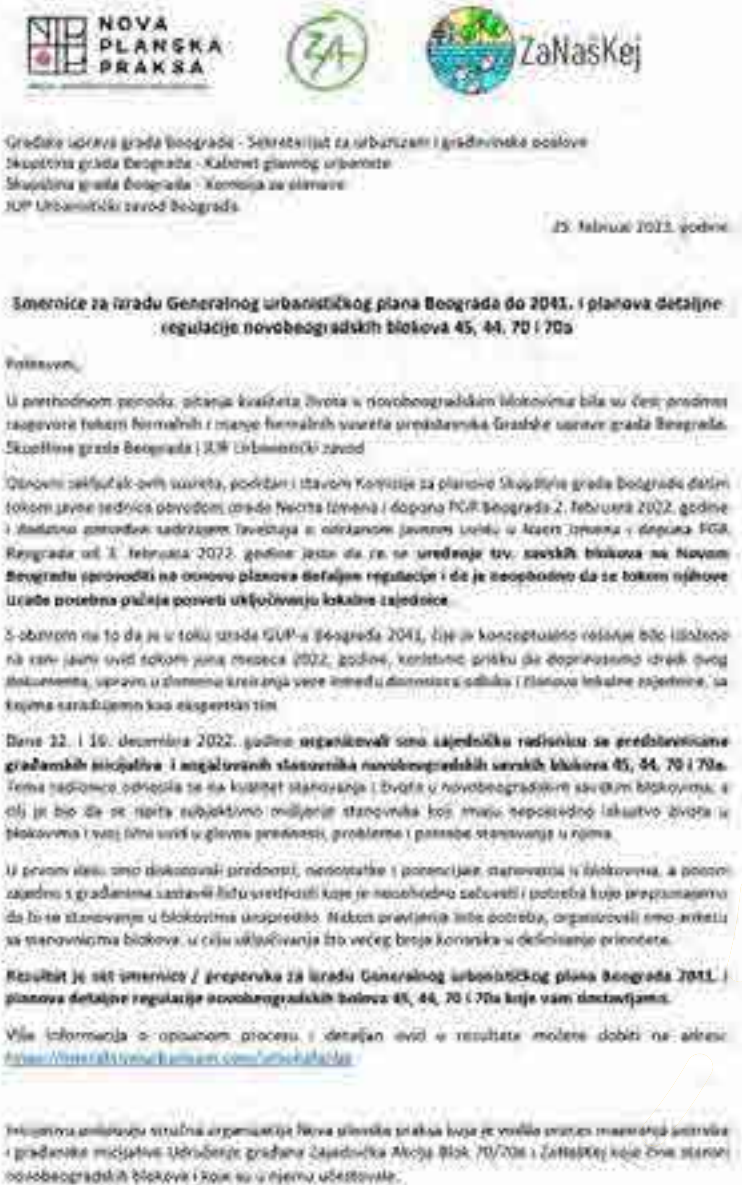 NOVA
PLANSKA
PRAKSA
ZA
ZaNašKej
Gradska uprava grada Beograda - Sekretarijat za urbanizam i građevinske poslove
Skupština grada Beograda - Kabinet glavnog urbaniste
Skupština grada Beograda - Komisija za planove
JUP Urbanistički zavod Beograda
februar 2023. godine
Smernice za izradu Generalnog urbanističkog plana Beograda do 2041. i planova detaljne
regulacije novobeogradskih blokova 45, 44, 70 i 70a
Poštovani,
U prethodnom periodu, pitanja kvaliteta života u novobeogradskim blokovima bila su čest predmet
razgovora tokom formalnih i manje formalnih susreta predstavnika Gradske uprave grada Beograda,
Skupštine grada Beograda i JUP Urbanistički zavod
Osnovni zaključak ovih susreta, podržan i stavom Komisije za planove Skupštine grada Beograda datim
tokom javne sednice povodom izrade Nacrta izmena i dopuna PGR Beograda 2. februara 2022. godine
i dodatno potvrđen sadržajem Izveštaja o održanom javnom uvidu u Nacrt izmena i dopuna PGR
Beograda od 3. februara 2022. godine jeste da će se uređenje tzv. savskih blokova na Novom
Beogradu sprovoditi na osnovu planova detaljne regulacije i da je neophodno da se tokom njihove
izrade posebna pažnja posveti uključivanju lokalne zajednice.
S obzirom na to da je u toku izrada GUP-a Beograda 2041, čije je konceptualno rešenje bilo izloženo
na rani javni uvid tokom juna meseca 2022. godine, koristimo priliku da doprinesemo izradi ovog
dokumenta, upravo u domenu kreiranja veze između donosioca odluka i članova lokalne zajednice, sa
kojima sarađujemo kao ekspertski tim
Dana 12. i 16. decembra 2022. godine organizovali smo zajedničku radionicu sa predstavnicama
građanskih inicijativa i angažovanih stanovnika novobeogradskih savskih blokova 45, 44, 70 i 70a.
Tema radionice odnosila se na kvalitet stanovanja i života u novobeogradskim savskim blokovima, a
cilj je bio da se ispita subjektivno mišljenje stanovnika koji imaju neposredno iskustvo života u
blokovima i svoj lični uvid u glavne prednosti, probleme i potrebe stanovanja u njima.
U prvom delu smo diskutovali prednosti, nedostatke i potencijale stanovanja u blokovima, a potom
zajedno s građanima sastavili listu vrednosti koje je neophodno sačuvati i potreba koje prepoznajemo
da bi se stanovanje u blokovima unapredilo. Nakon pravljenja liste potreba, organizovali smo anketu
sa stanovnicima blokova, u cilju uključivanja što većeg broja korisnika u definisanje prioriteta.
Rezultat je set smernica / preporuka za izradu Generalnog urbanističkog plana Beograda 2041. i
planova detaljne regulacije novobeogradskih 45, 44, 70 i 70a koje vam dostavljamo.
Više informacija o opisanom procesu i detaljan uvid u rezultate možete dobiti na adresi:
Inicijativu pokreću stručna organizacija Nova planska praksa koja je vodila proces mapiranja potreba
i građanske inicijative Udruženje građana Zajednička Akcija Blok 70/70a i ZaNašKej koje čine stanari
novobeogradskih blokova i koje su u njemu učestvovale.